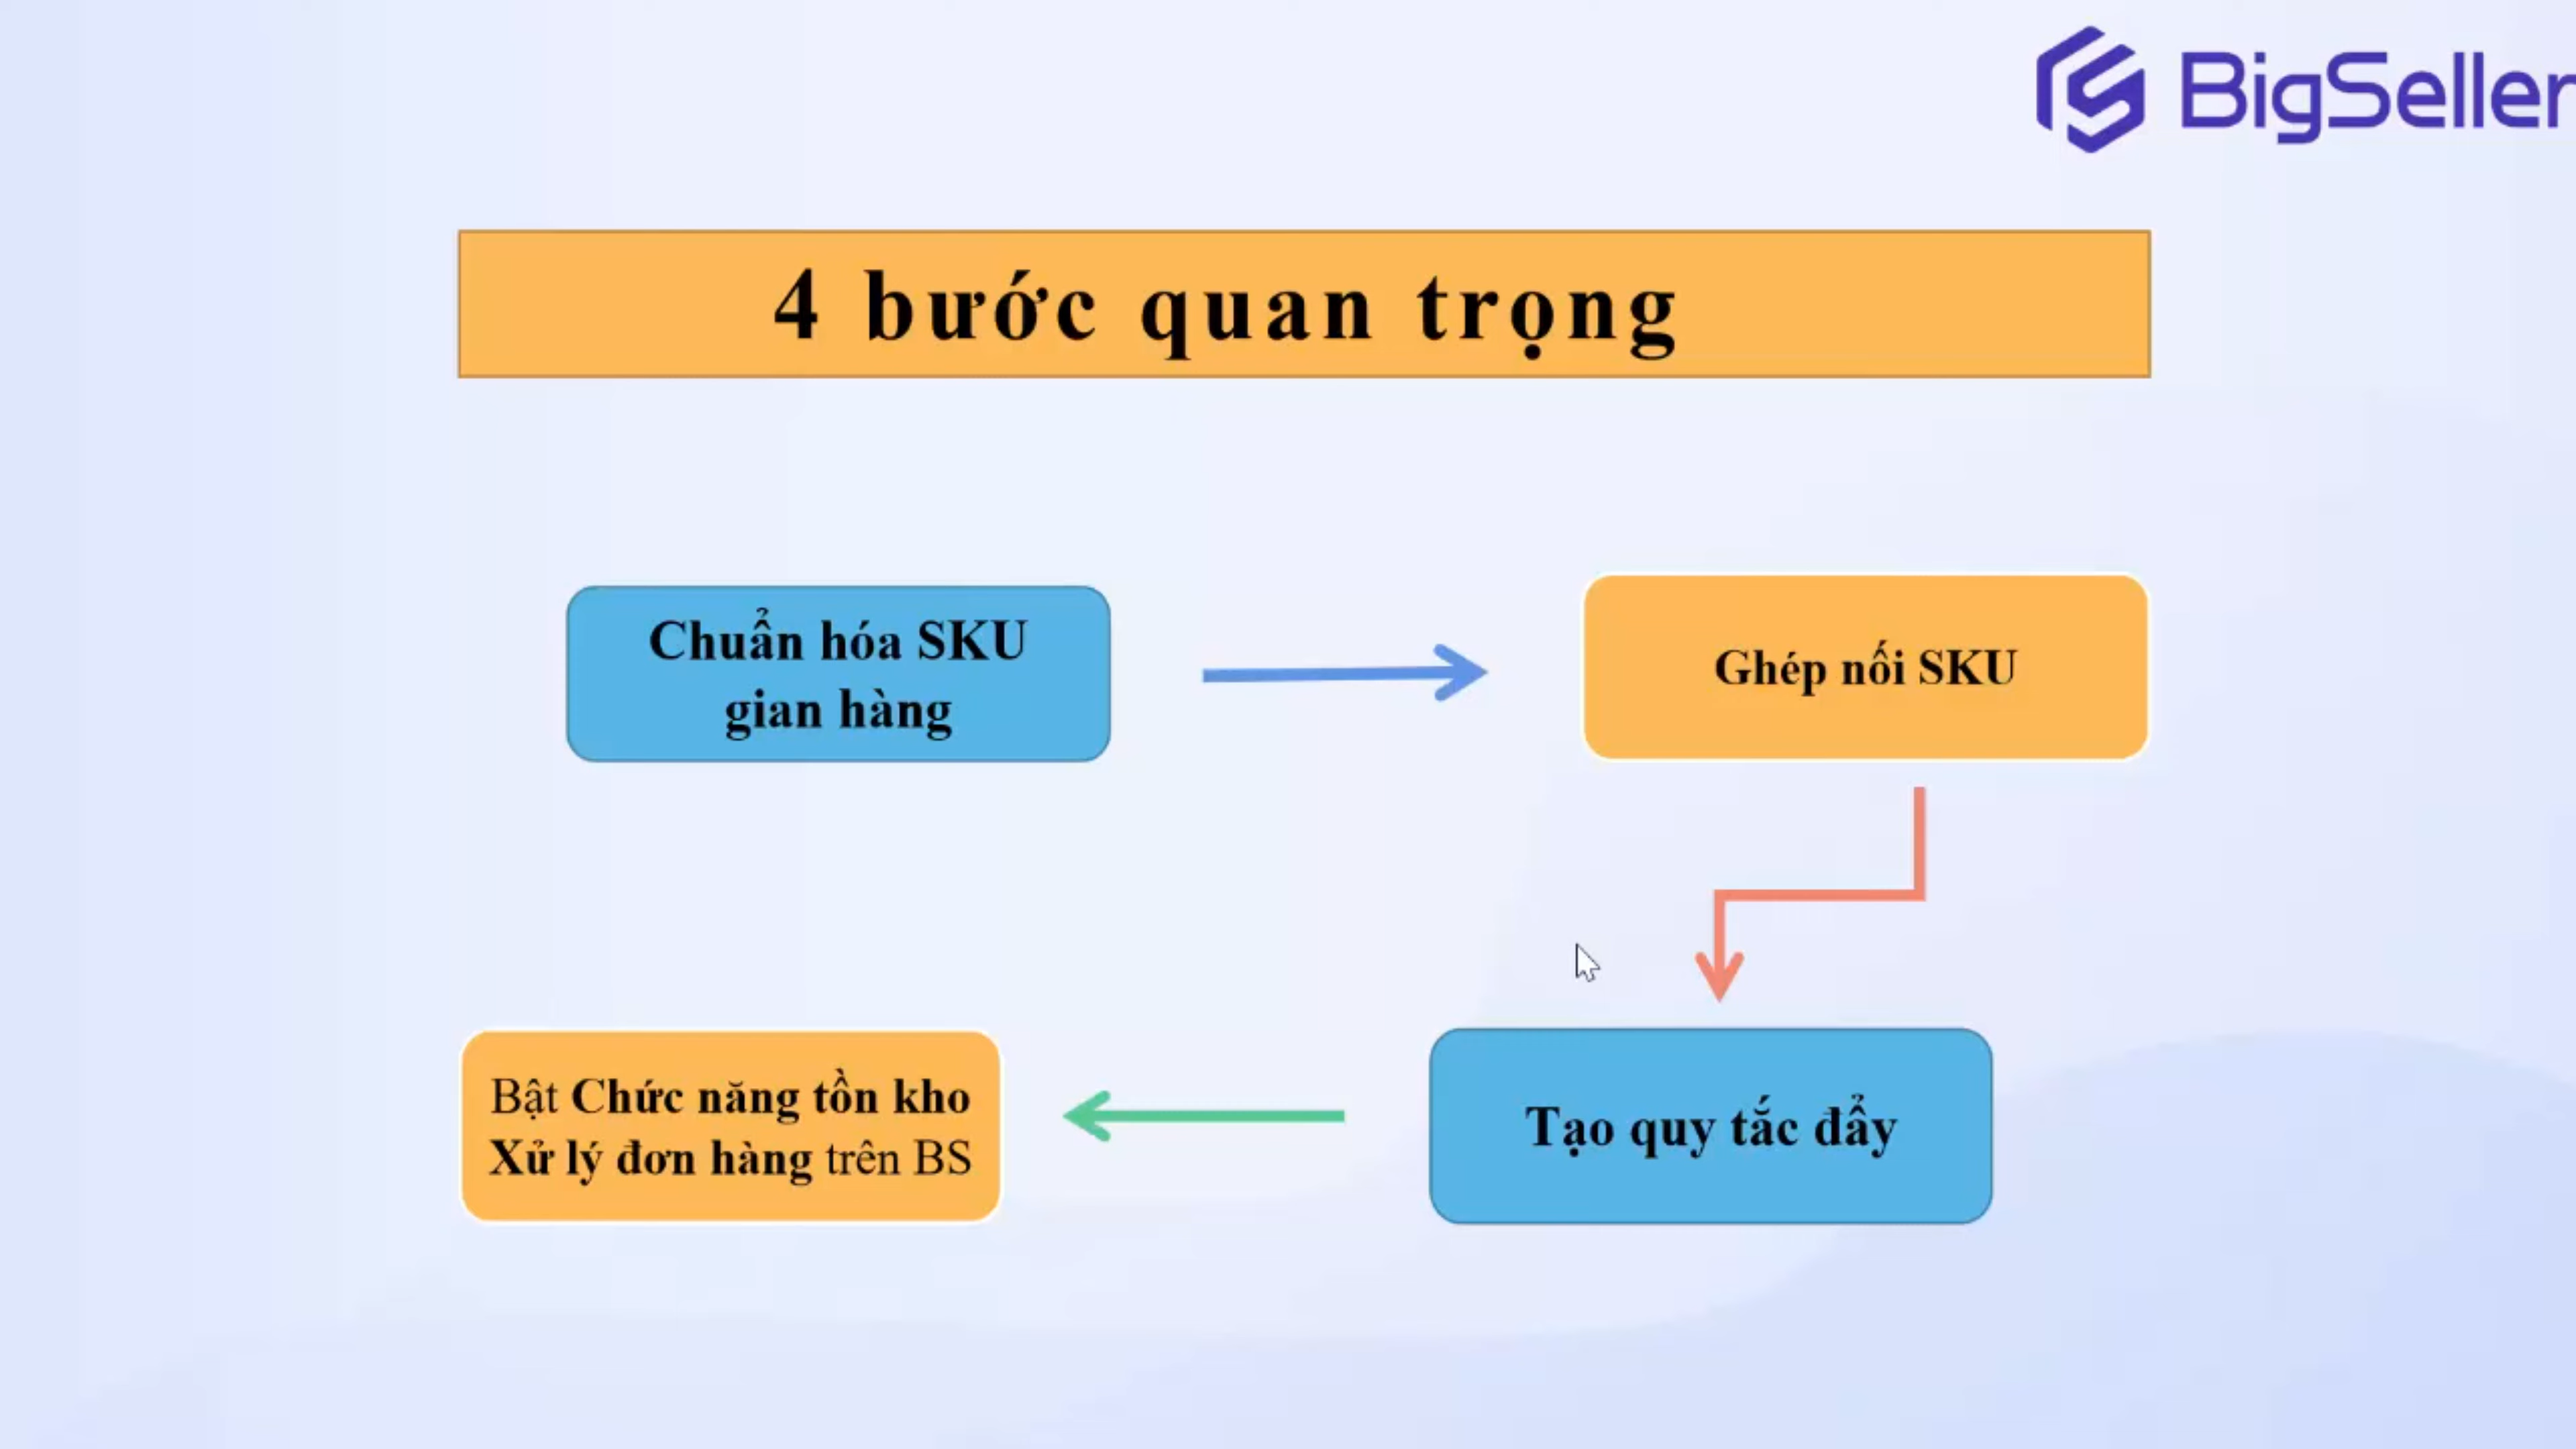 BigSeller
4 bước quan trọng
Chuẩn hóa SKU
gian hàng
Ghép nối SKU
Tạo quy tắc đẩy
Bật Chức năng tồn kho
Xử lý đơn hàng trên BS